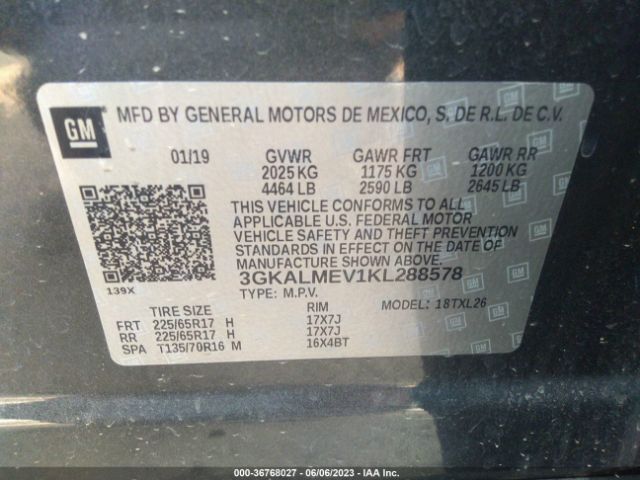 GM
MFD BY GENERAL MOTORS DE MEXICO, S. DE R.L. DE C.V.
01/19 GVWR GAWR FRT GAWR RR
2025 KG 1175 KG 1200 KG
4464 LB 2590 LB 2645 LB
THIS VEHICLE CONFORMS TO ALL
APPLICABLE U.S. FEDERAL MOTOR
VEHICLE SAFETY AND THEFT PREVENTION
STANDARDS IN EFFECT ON THE DATE OF
MANUFACTURE SHOWN ABOVE.
139X 3GKALMEV1KL288578
TYPE: M.P.V. MODEL: 18TXL26
TIRE SIZE RIM
FRT 225/65R17 H 17X7J
RR 225/65R17 H 17X7J
SPA T135/70R16 M 16X4BT
000-36768027 - 06/06/2023 - IAA Inc.